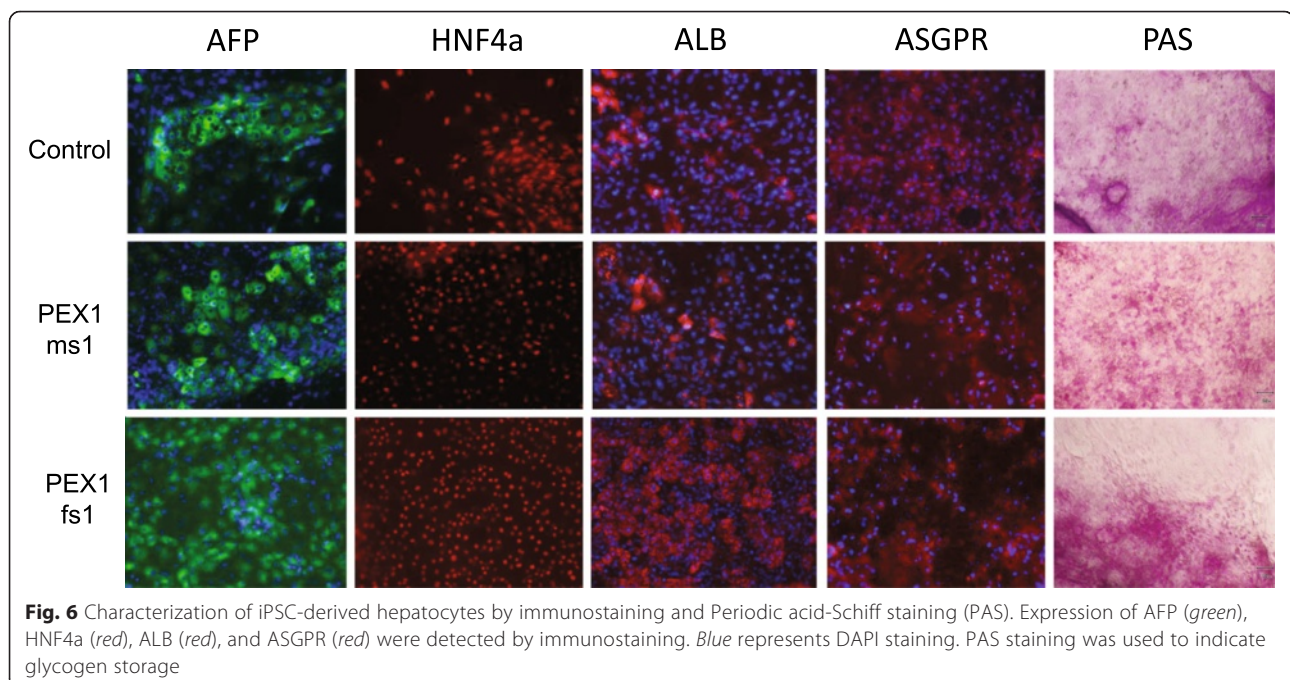 AFP HNF4a ALB ASGPR PAS
Control
PEX1
ms1
PEX1
fs1
Fig. 6 Characterization of iPSC-derived hepatocytes by immunostaining and Periodic acid-Schiff staining (PAS). Expression of AFP (green),
HNF4a (red), ALB (red), and ASGPR (red) were detected by immunostaining. Blue represents DAPI staining. PAS staining was used to indicate
glycogen storage